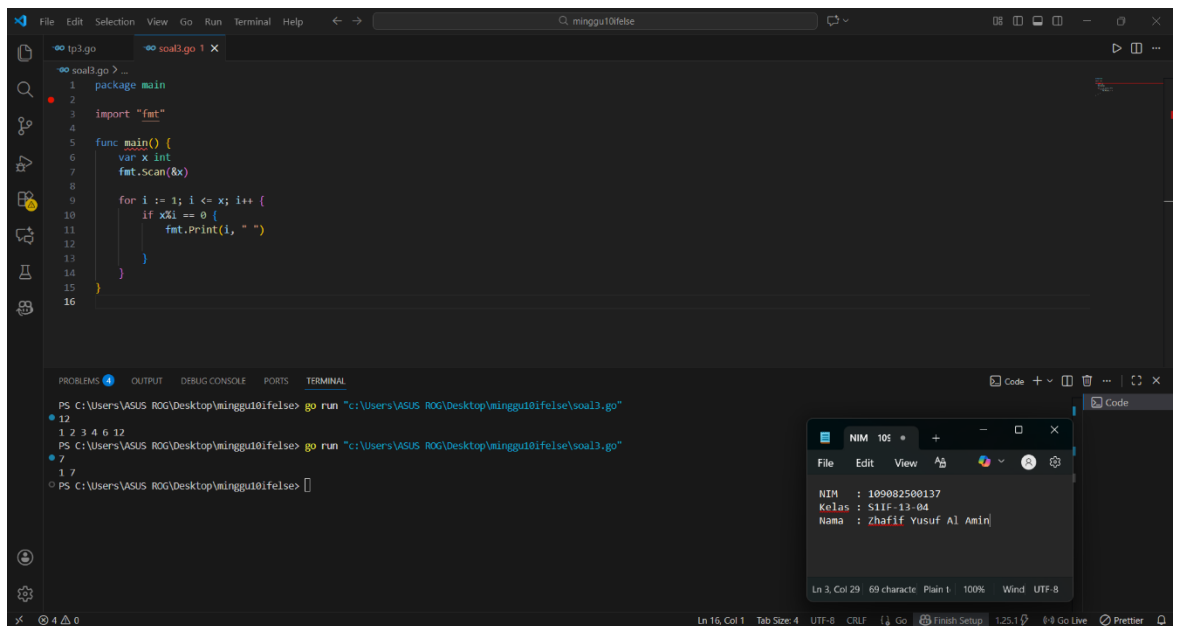 File Edit Selection View Go Run Terminal Help
minggu10ifelse
tp3.go
soal3.go 1
soal3.go > ...
1 package main
2
3 import "fmt"
4
5 func main() {
6 var x int
7 fmt.Scan(&x)
8
9 for i := 1; i <= x; i++ {
10 if x%i == 0 {
11 fmt.Print(i, " ")
12
13 }
14 }
15 }
16
PROBLEMS 4 OUTPUT DEBUG CONSOLE PORTS TERMINAL
Code
PS C:\Users\ASUS ROG\Desktop\minggu10ifelse> go run "c:\Users\ASUS ROG\Desktop\minggu10ifelse\soal3.go"
12
1 2 3 4 6 12
PS C:\Users\ASUS ROG\Desktop\minggu10ifelse> go run "c:\Users\ASUS ROG\Desktop\minggu10ifelse\soal3.go"
7
1 7
PS C:\Users\ASUS ROG\Desktop\minggu10ifelse>
Code
NIM 109
File Edit View
NIM : 109082500137
Kelas : S1IF-13-04
Nama : Zhafif Yusuf Al Amin
Ln 3, Col 29 69 characte Plain t 100% Wind UTF-8
4 0
Ln 16, Col 1 Tab Size: 4 UTF-8 CRLF Go Finish Setup 1.25.1 Go Live Prettier